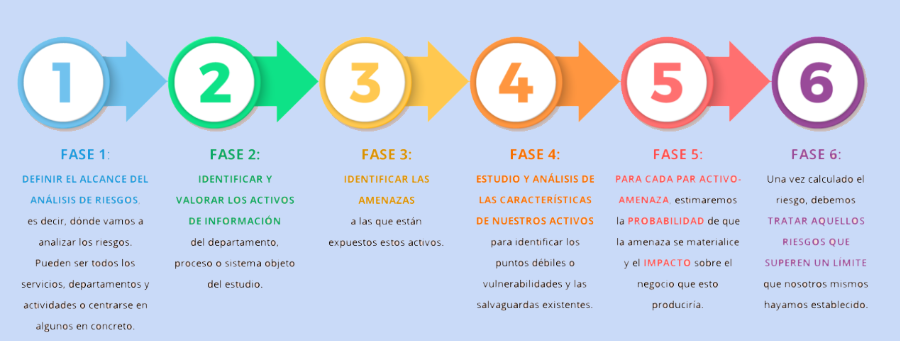 1
2
3
4
5
6
FASE 1:
DEFINIR EL ALCANCE DEL
ANÁLISIS DE RIESGOS,
es decir, dónde vamos a
analizar los riesgos.
Pueden ser todos los
servicios, departamentos y
actividades o centrarse en
algunos en concreto.
FASE 2:
IDENTIFICAR Y
VALORAR LOS ACTIVOS
DE INFORMACIÓN
del departamento,
proceso o sistema objeto
del estudio.
FASE 3:
IDENTIFICAR LAS
AMENAZAS
a las que están
expuestos estos activos.
FASE 4:
ESTUDIO Y ANÁLISIS DE
LAS CARACTERÍSTICAS
DE NUESTROS ACTIVOS
para identificar los
puntos débiles o
vulnerabilidades y las
salvaguardas existentes.
FASE 5:
PARA CADA PAR ACTIVO-
AMENAZA, estimaremos
la PROBABILIDAD de que
la amenaza se materialice
y el IMPACTO sobre el
negocio que esto
produciría.
FASE 6:
Una vez calculado el
riesgo, debemos
TRATAR AQUELLOS
RIESGOS QUE
SUPEREN UN LÍMITE
que nosotros mismos
hayamos establecido.